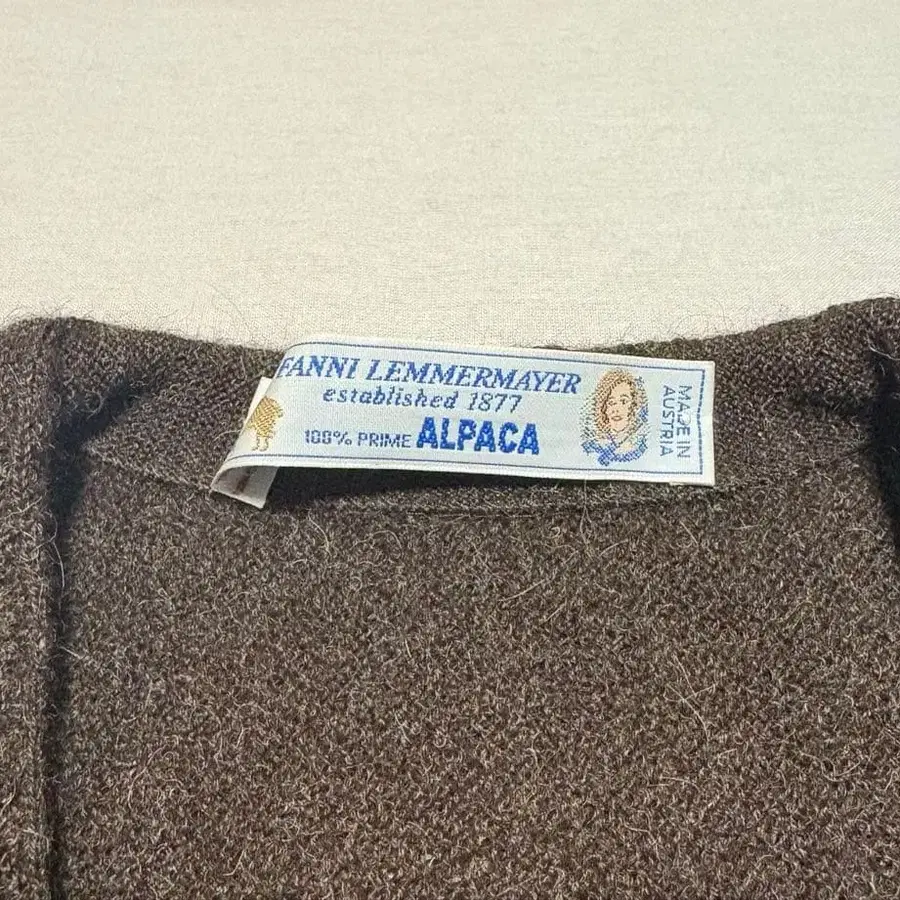 FANNI LEMMERMAYER
established 1877
100% PRIME ALPACA
MADE IN
AUSTRIA